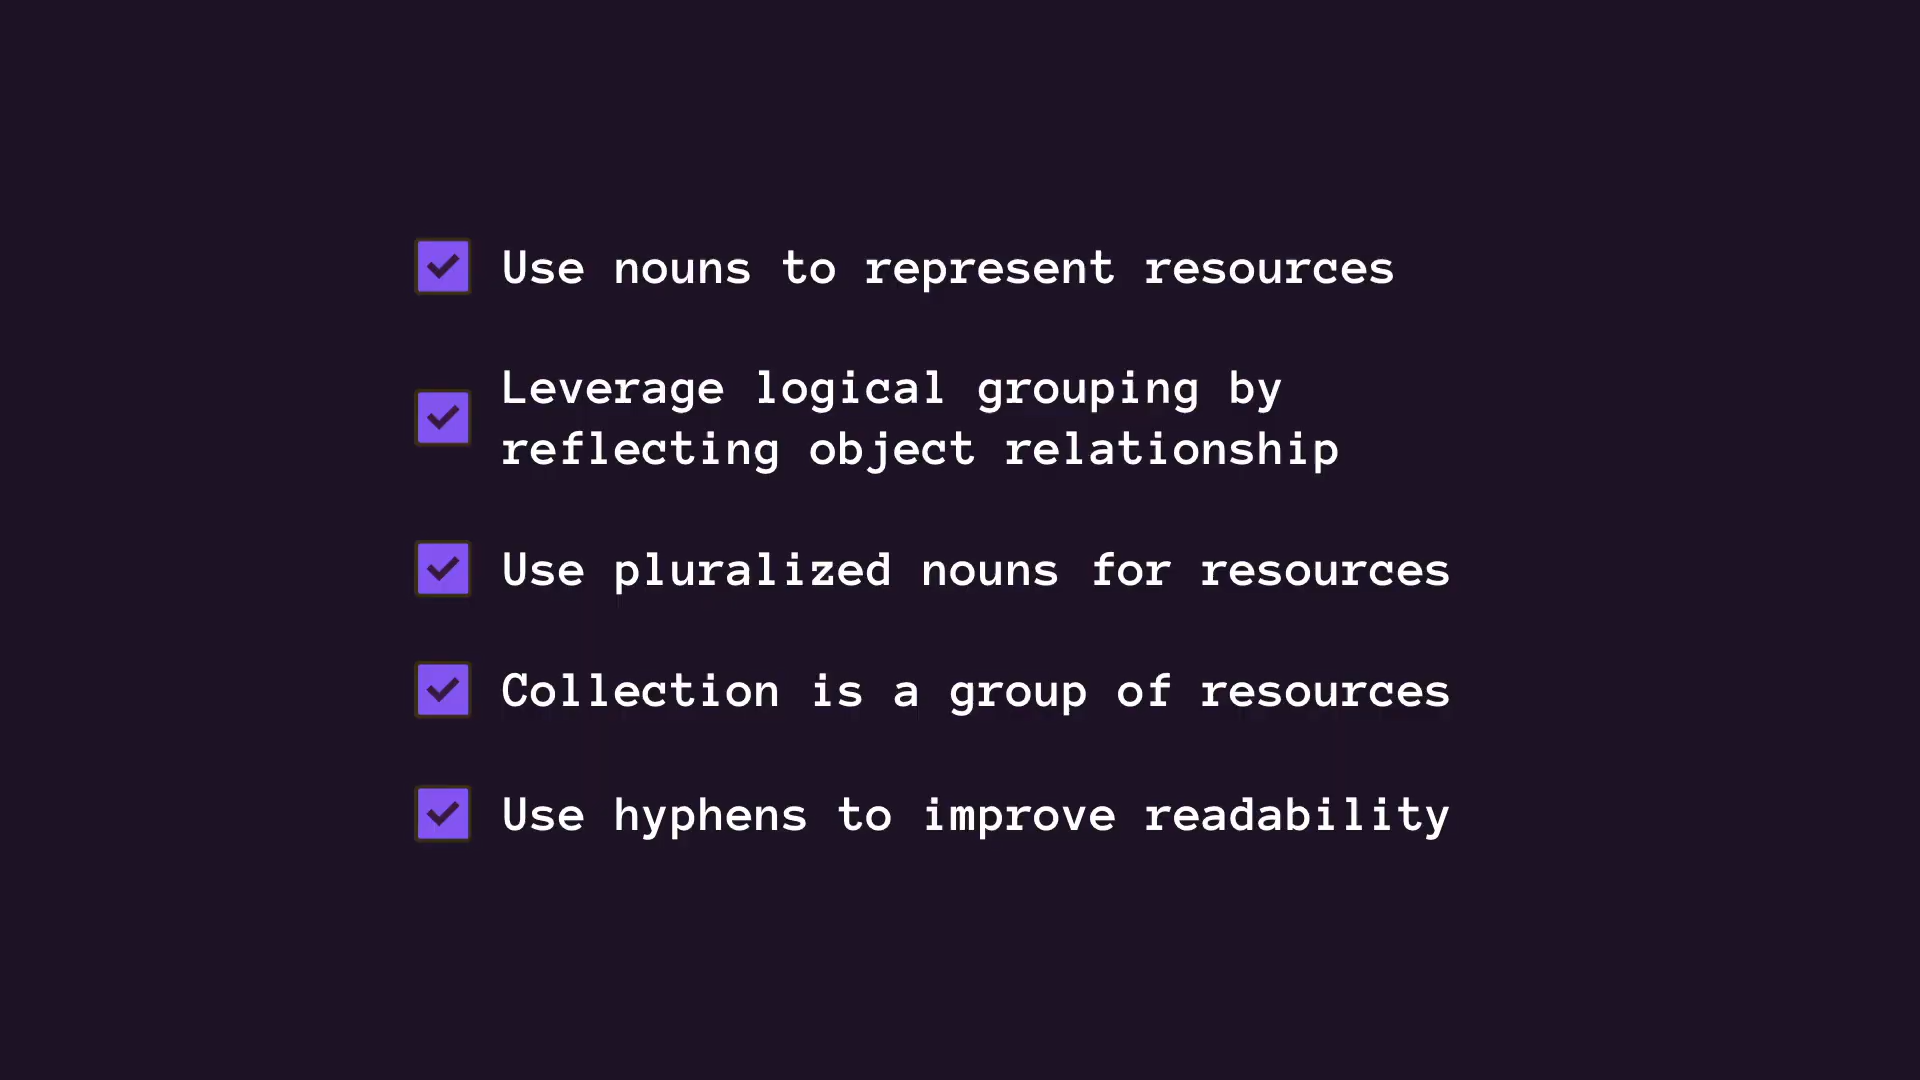 Use nouns to represent resources
Leverage logical grouping by
reflecting object relationship
Use pluralized nouns for resources
Collection is a group of resources
Use hyphens to improve readability